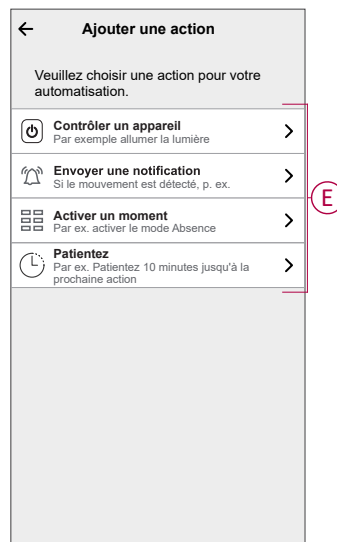 Ajouter une action
Veuillez choisir une action pour votre
automatisation.
Contrôler un appareil
Par exemple allumer la lumière
Envoyer une notification
Si le mouvement est détecté, p. ex.
Activer un moment
Par ex. activer le mode Absence
Patientez
Par ex. Patientez 10 minutes jusqu'à la
prochaine action
E